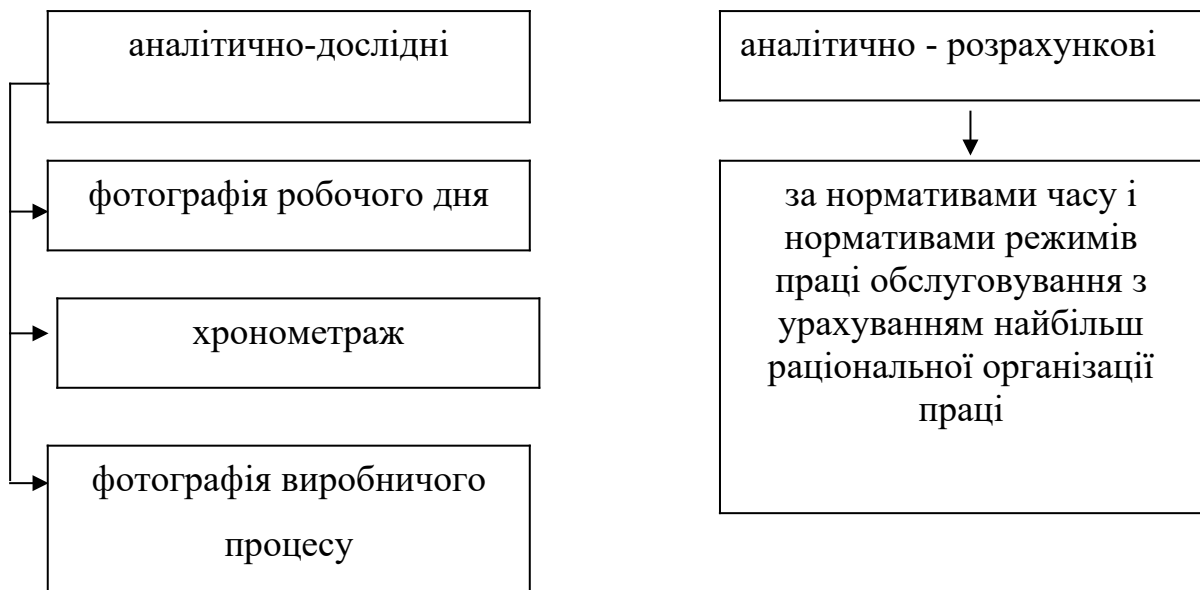 аналітично-дослідні
фотографія робочого дня
хронометраж
фотографія виробничого
процесу
аналітично - розрахункові
за нормативами часу і
нормативами режимів
праці обслуговування з
урахуванням найбільш
раціональної організації
праці